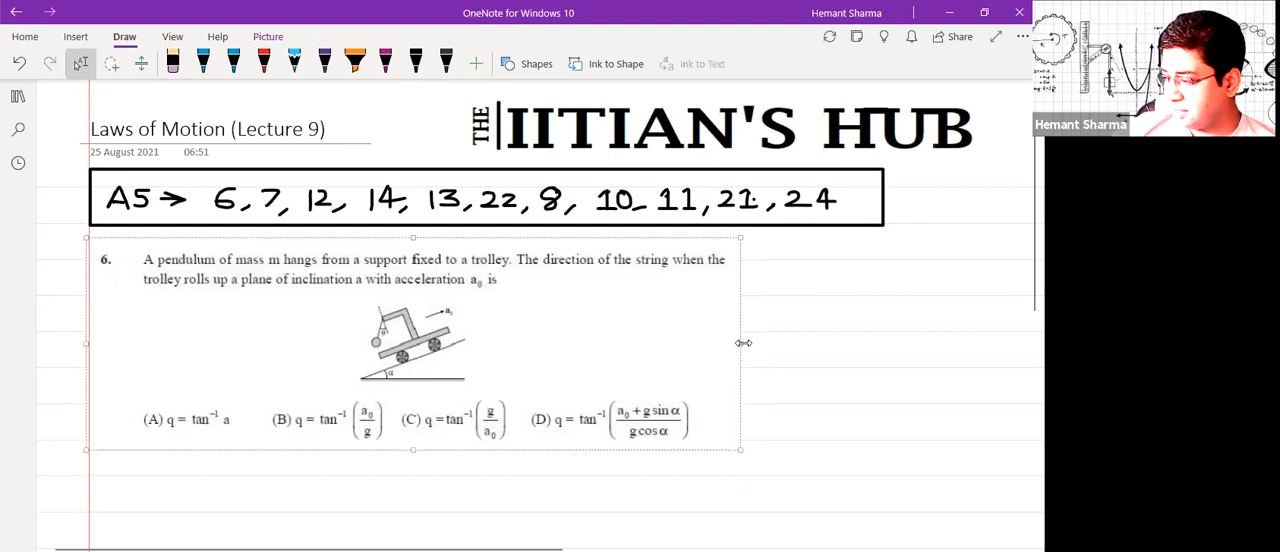 OneNote for Windows 10
Hemant Sharma
Home Insert Draw View Help Picture
Share
Shapes Ink to Shape Ink to Text
Laws of Motion (Lecture 9)
25 August 2021 06:51
THE IITIAN'S HUB
Hemant Sharma
A5 → 6, 7, 12, 14, 13, 22, 8, 10, 11, 21, 24
6. A pendulum of mass m hangs from a support fixed to a trolley. The direction of the string when the
trolley rolls up a plane of inclination a with acceleration a₀ is
a₀
θ
α
(A) q = tan⁻¹ a (B) q = tan⁻¹ (a₀/g) (C) q = tan⁻¹ (g/a₀) (D) q = tan⁻¹ ((a₀ + g sin α)/(g cos α))